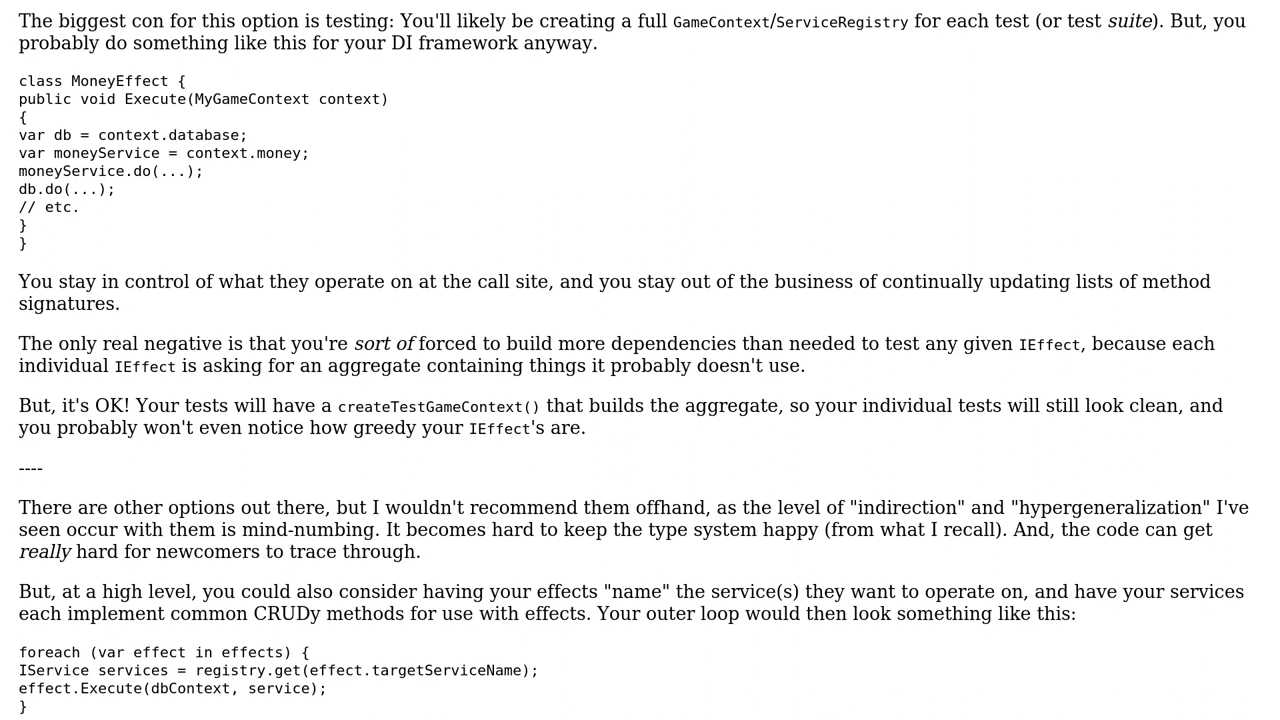 The biggest con for this option is testing: You'll likely be creating a full GameContext/ServiceRegistry for each test (or test suite). But, you
probably do something like this for your DI framework anyway.
class MoneyEffect {
public void Execute(MyGameContext context)
{
var db = context.database;
var moneyService = context.money;
moneyService.do(...);
db.do(...);
// etc.
}
}
You stay in control of what they operate on at the call site, and you stay out of the business of continually updating lists of method
signatures.
The only real negative is that you're sort of forced to build more dependencies than needed to test any given IEffect, because each
individual IEffect is asking for an aggregate containing things it probably doesn't use.
But, it's OK! Your tests will have a createTestGameContext() that builds the aggregate, so your individual tests will still look clean, and
you probably won't even notice how greedy your IEffect's are.
----
There are other options out there, but I wouldn't recommend them offhand, as the level of "indirection" and "hypergeneralization" I've
seen occur with them is mind-numbing. It becomes hard to keep the type system happy (from what I recall). And, the code can get
really hard for newcomers to trace through.
But, at a high level, you could also consider having your effects "name" the service(s) they want to operate on, and have your services
each implement common CRUDy methods for use with effects. Your outer loop would then look something like this:
foreach (var effect in effects) {
IService services = registry.get(effect.targetServiceName);
effect.Execute(dbContext, service);
}